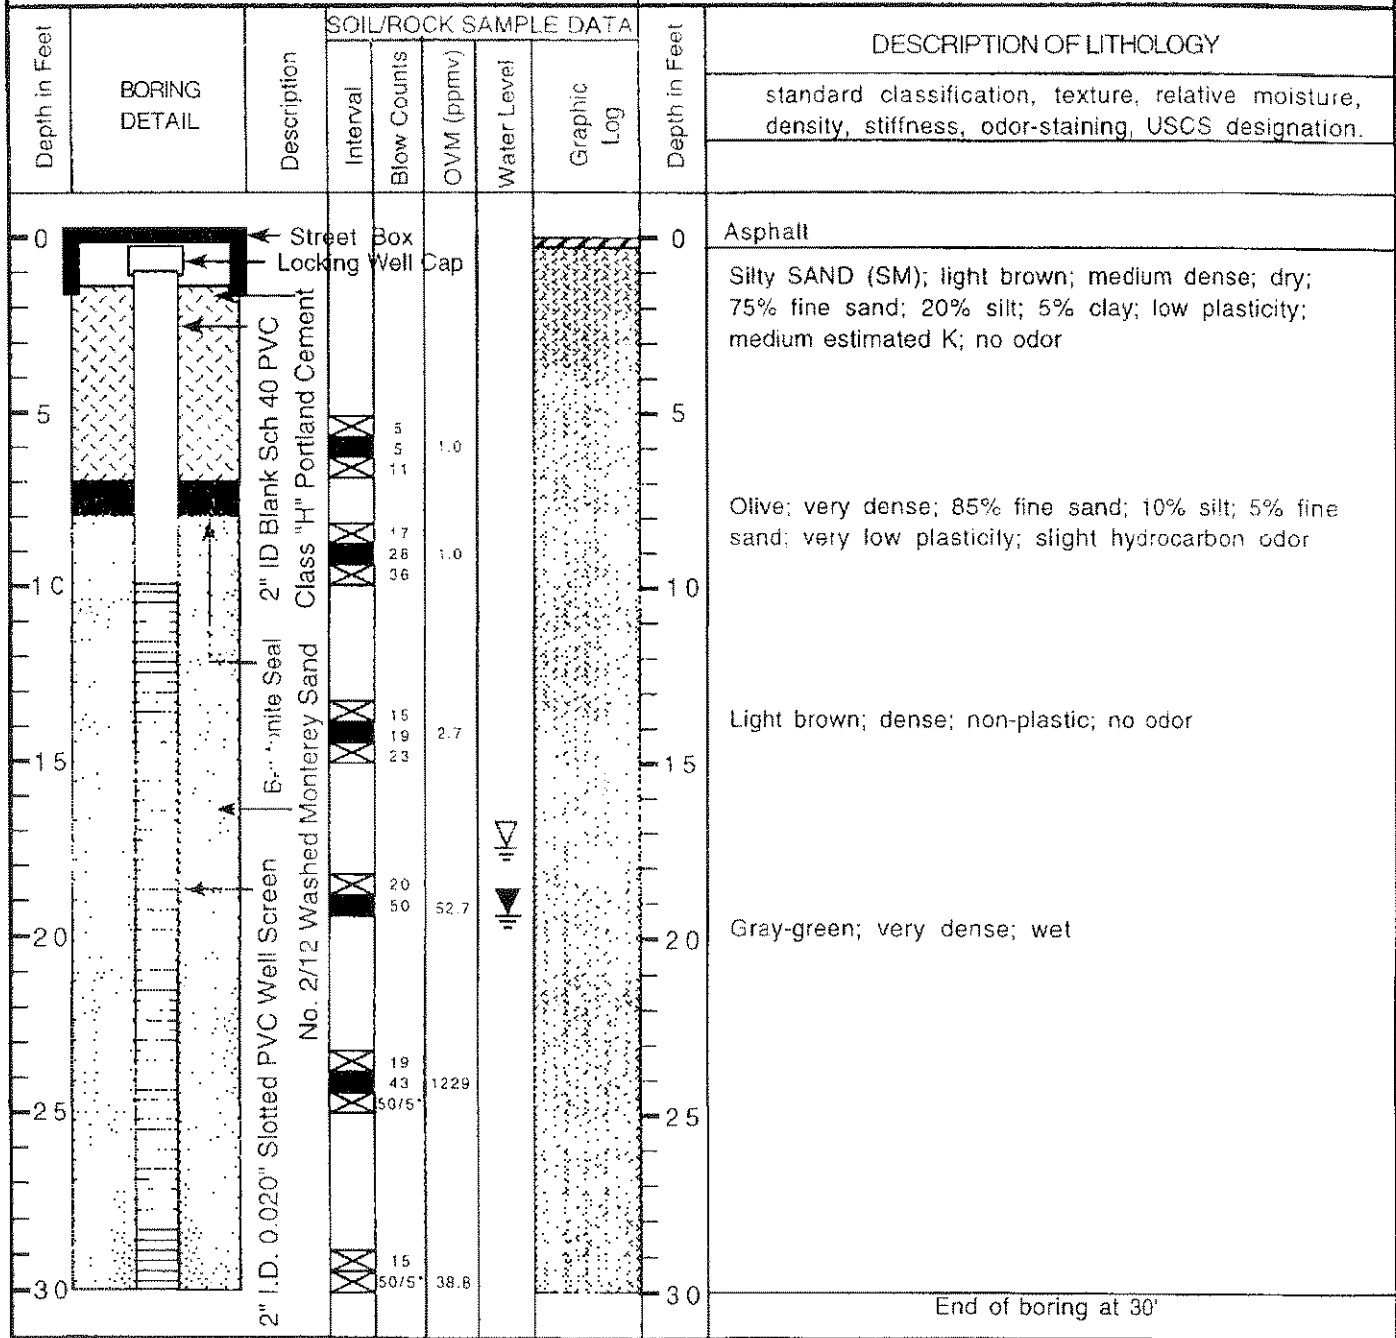 SOIL/ROCK SAMPLE DATA
Depth in Feet
BORING
DETAIL
Description
Interval
Blow Counts
OVM (ppmv)
Water Level
Graphic
Log
Depth in Feet
DESCRIPTION OF LITHOLOGY
standard classification, texture, relative moisture,
density, stiffness, odor-staining, USCS designation.
0
Street Box
Locking Well Cap
0
Asphalt
Silty SAND (SM); light brown; medium dense; dry;
75% fine sand; 20% silt; 5% clay; low plasticity;
medium estimated K; no odor
2" ID Blank Sch 40 PVC
Class "H" Portland Cement
5
5
5
1.0
11
5
17
28
1.0
36
Olive; very dense; 85% fine sand; 10% silt; 5% fine
sand; very low plasticity; slight hydrocarbon odor
10
10
Seal
No. 2/12 Washed Monterey Sand
15
19
2.7
23
Light brown; dense; non-plastic; no odor
15
15
2" I.D. 0.020" Slotted PVC Well Screen
20
50
52.7
20
20
Gray-green; very dense; wet
19
43
1229
50/5"
25
25
15
50/5"
38.8
30
30
End of boring at 30'